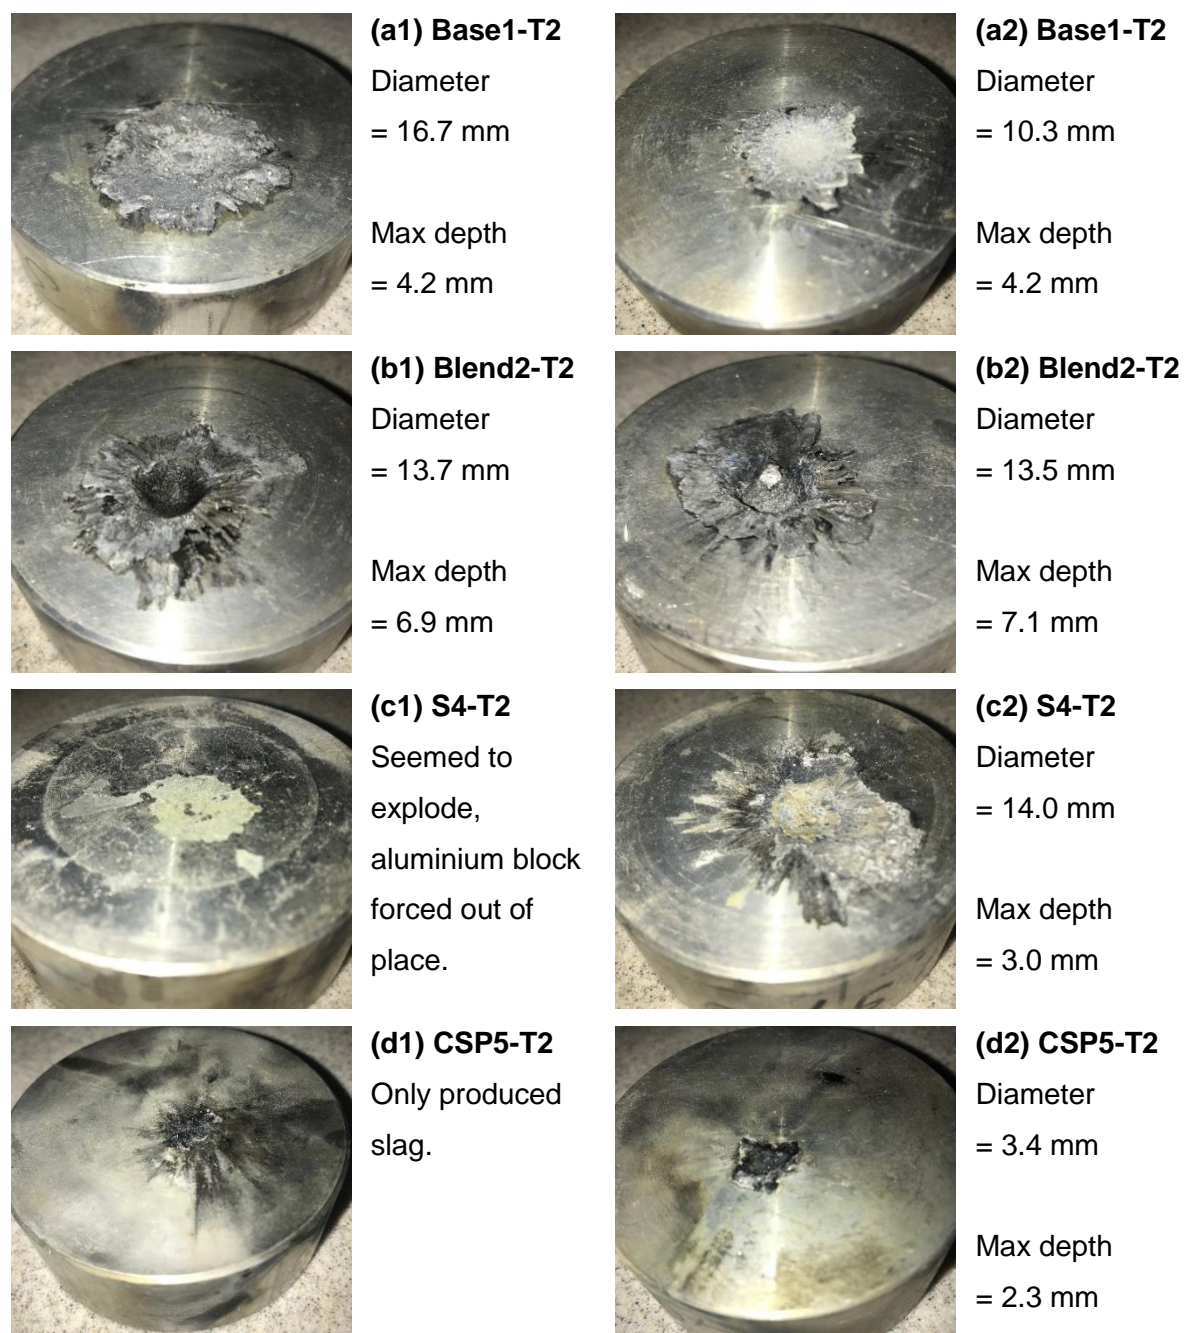 (a1) Base1-T2
Diameter
= 16.7 mm
Max depth
= 4.2 mm
(a2) Base1-T2
Diameter
= 10.3 mm
Max depth
= 4.2 mm
(b1) Blend2-T2
Diameter
= 13.7 mm
Max depth
= 6.9 mm
(b2) Blend2-T2
Diameter
= 13.5 mm
Max depth
= 7.1 mm
(c1) S4-T2
Seemed to
explode,
aluminium block
forced out of
place.
(c2) S4-T2
Diameter
= 14.0 mm
Max depth
= 3.0 mm
(d1) CSP5-T2
Only produced
slag.
(d2) CSP5-T2
Diameter
= 3.4 mm
Max depth
= 2.3 mm